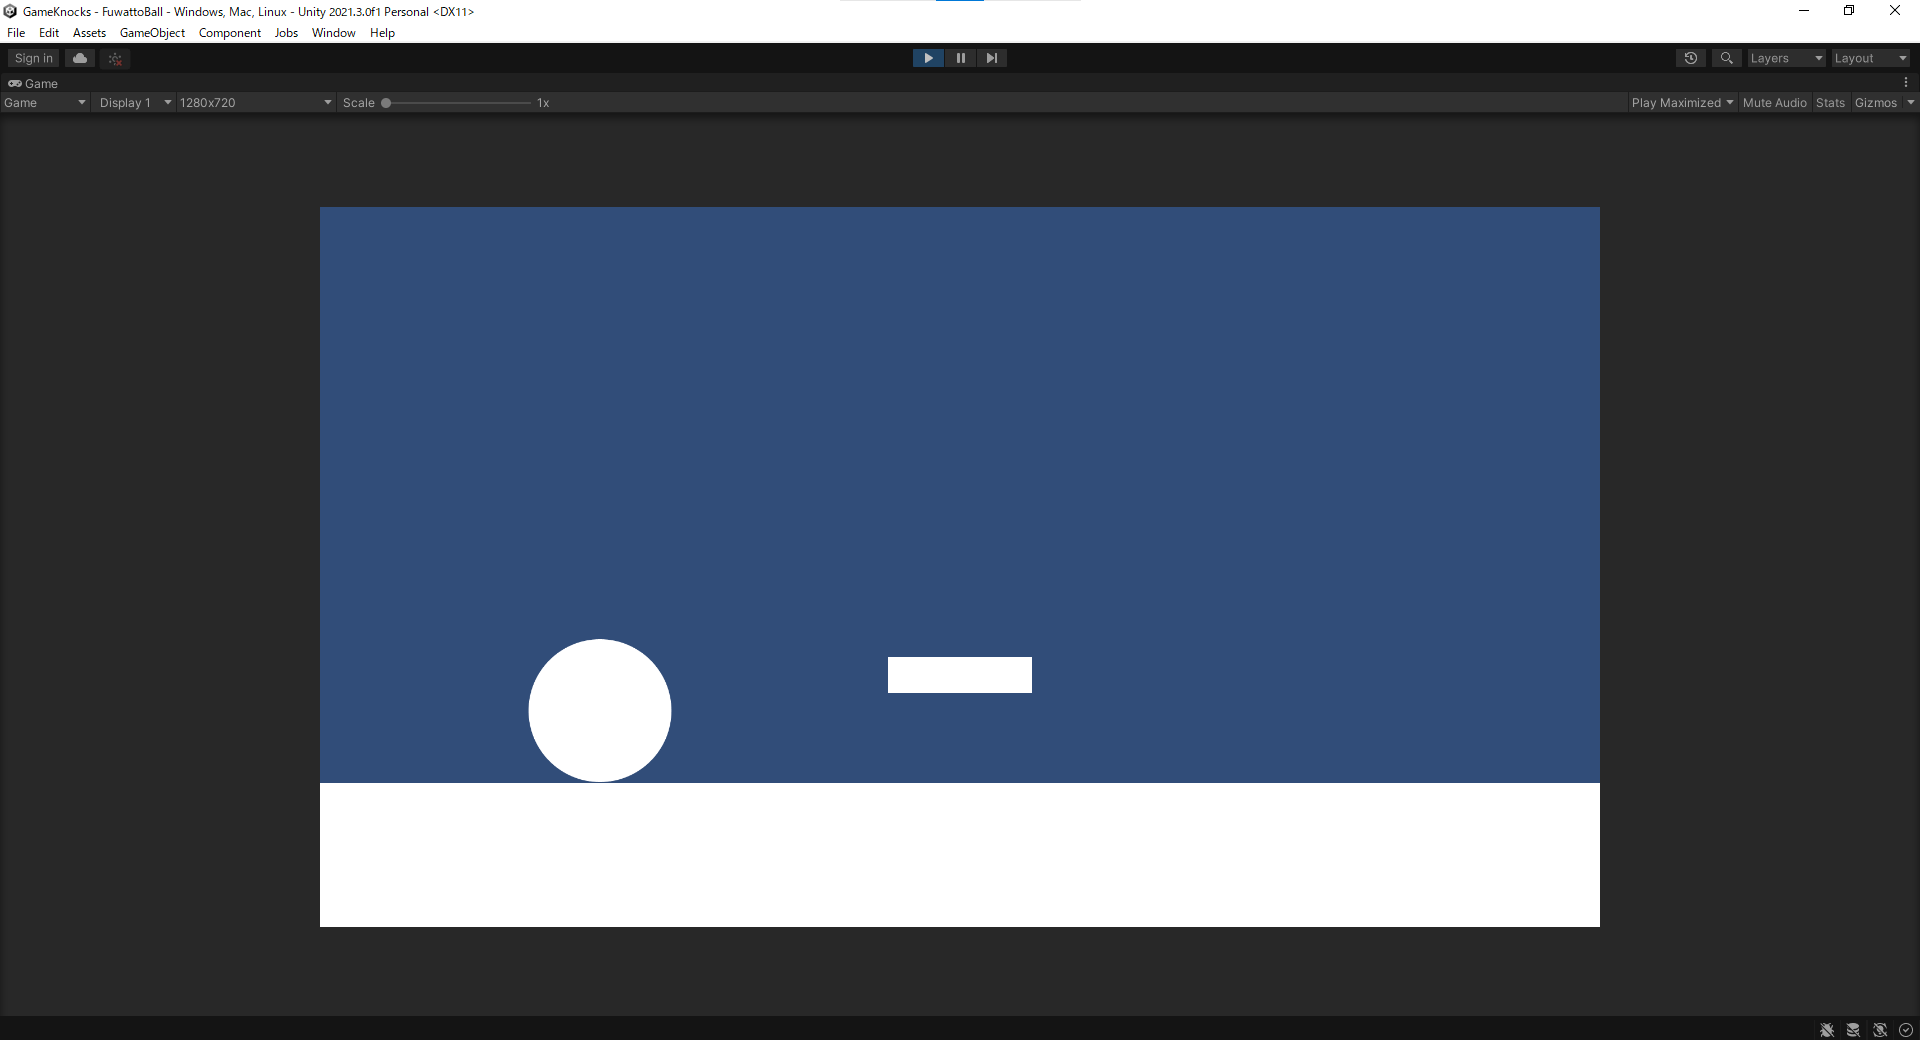 GameKnocks - FuwattoBall - Windows, Mac, Linux - Unity 2021.3.0f1 Personal <DX11>
File Edit Assets GameObject Component Jobs Window Help
Sign in Layers Layout
Game
Game Display 1 1280x720 Scale 1x Play Maximized Mute Audio Stats Gizmos